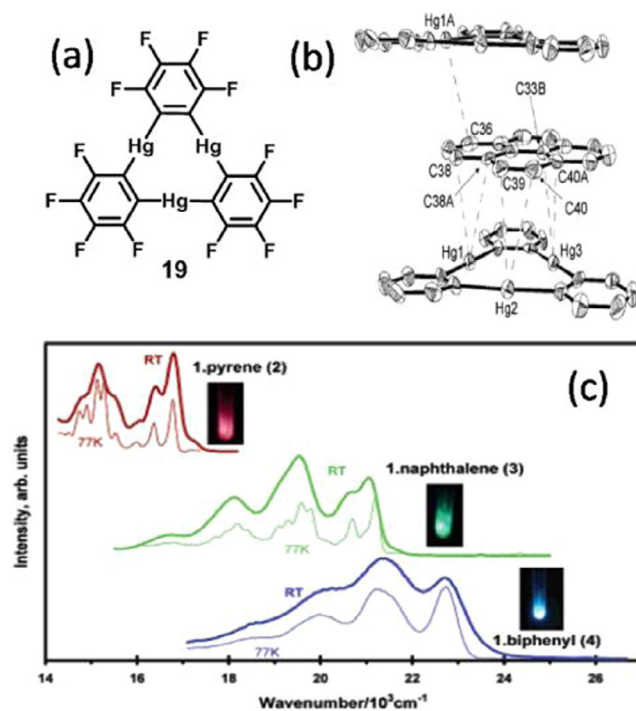 (a)
F
F
F
F
Hg
Hg
F
F
F
Hg
F
F
F
F
F
19
(b)
Hg1A
C33B
C36
C38
C40A
C39
C38A
C40
Hg1
Hg3
Hg2
(c)
RT
1.pyrene (2)
77K
1.naphthalene (3)
RT
77K
RT
1.biphenyl (4)
77K
Intensity, arb. units
14 16 18 20 22 24 26
Wavenumber/10³cm⁻¹